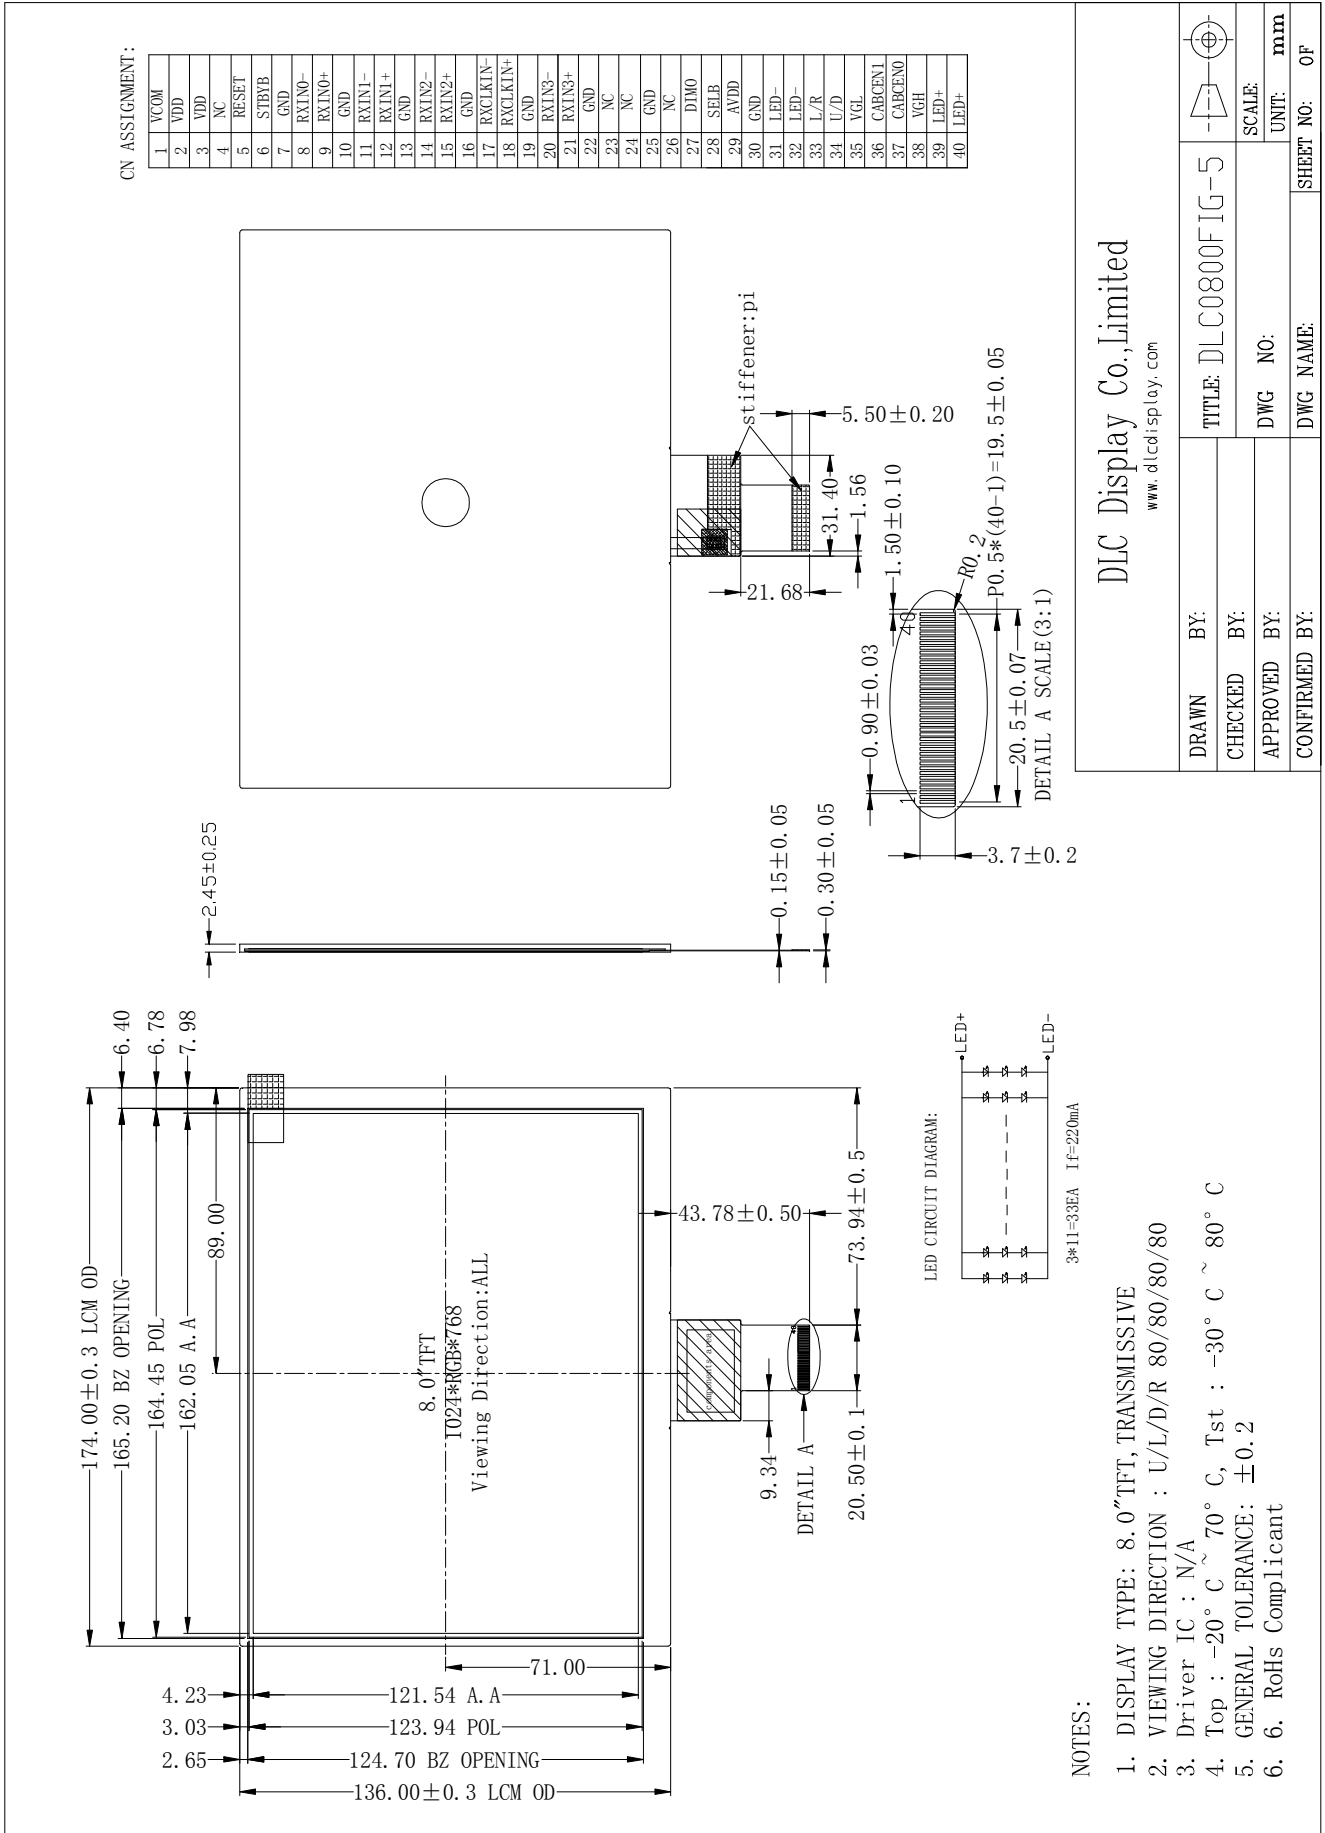 CN ASSIGNMENT:
1 VCOM
2 VDD
3 VDD
4 NC
5 RESET
6 STBYB
7 GND
8 RXIN0-
9 RXIN0+
10 GND
11 RXIN1-
12 RXIN1+
13 GND
14 RXIN2-
15 RXIN2+
16 GND
17 RXCLKIN-
18 RXCLKIN+
19 GND
20 RXIN3-
21 RXIN3+
22 GND
23 NC
24 NC
25 GND
26 NC
27 DIMO
28 SELB
29 AVDD
30 GND
31 LED-
32 LED-
33 L/R
34 U/D
35 VGL
36 CABCEN1
37 CABCEN0
38 VGH
39 LED+
40 LED+
174.00±0.3 LCM OD
165.20 BZ OPENING
164.45 POL
162.05 A.A
89.00
6.40
6.78
7.98
4.23
3.03
2.65
121.54 A.A
123.94 POL
124.70 BZ OPENING
136.00±0.3 LCM OD
71.00
8.0"TFT
1024*RGB*768
Viewing Direction:ALL
components area
1
40
43.78±0.50
73.94±0.5
9.34
DETAIL A
20.50±0.1
2.45±0.25
0.15±0.05
0.30±0.05
stiffener:pi
5.50±0.20
31.40
1.56
21.68
1.50±0.10
0.90±0.03
1
40
R0.2
P0.5*(40-1)=19.5±0.05
20.5±0.07
DETAIL A SCALE(3:1)
3.7±0.2
LED CIRCUIT DIAGRAM:
LED+
LED-
3*11=33EA If=220mA
NOTES:
1. DISPLAY TYPE: 8.0"TFT,TRANSMISSIVE
2. VIEWING DIRECTION : U/L/D/R 80/80/80/80
3. Driver IC : N/A
4. Top : -20° C ~ 70° C, Tst : -30° C ~ 80° C
5. GENERAL TOLERANCE: ±0.2
6. 6. RoHs Complicant
DLC Display Co.,Limited
www.dlcdisplay.com
DRAWN BY:
CHECKED BY:
APPROVED BY:
CONFIRMED BY:
TITLE: DLC0800FIG-5
DWG NO:
DWG NAME:
SCALE:
UNIT: mm
SHEET NO: OF